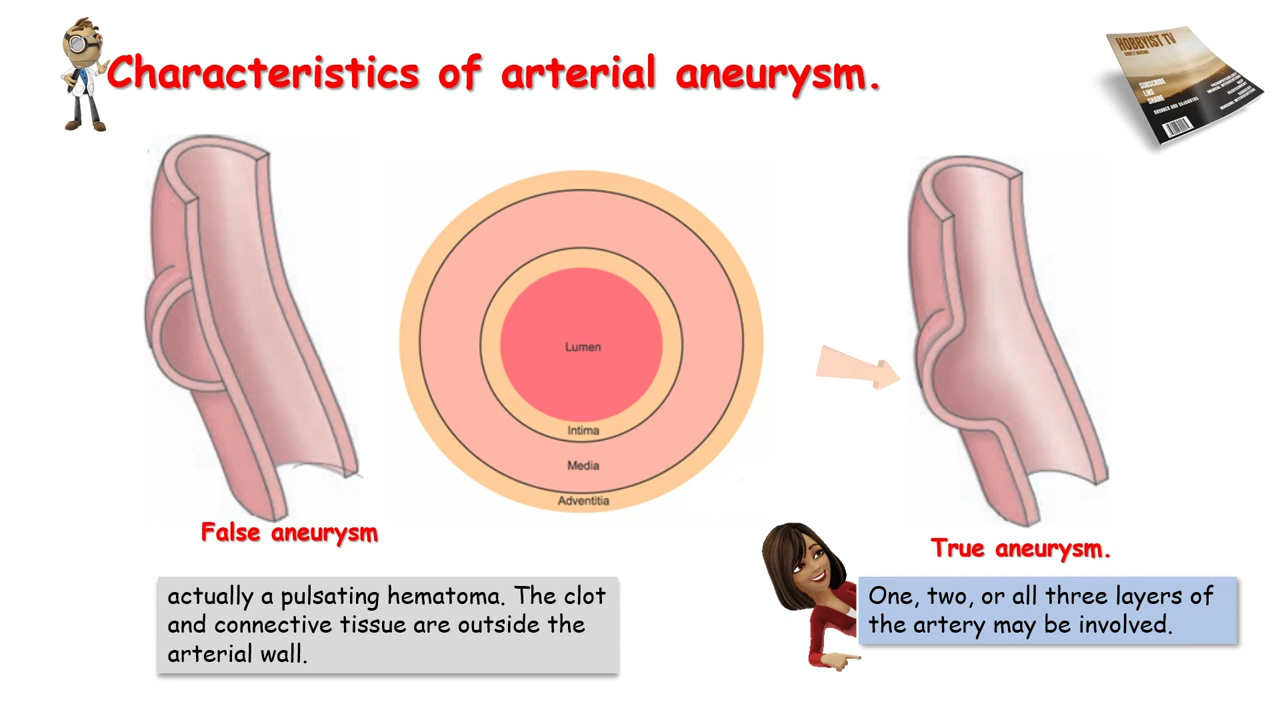 Characteristics of arterial aneurysm.
HOBBYIST TV
SUBSCRIBE
LIKE
SHARE
Lumen
Intima
Media
Adventitia
False aneurysm
True aneurysm.
actually a pulsating hematoma. The clot
and connective tissue are outside the
arterial wall.
One, two, or all three layers of
the artery may be involved.